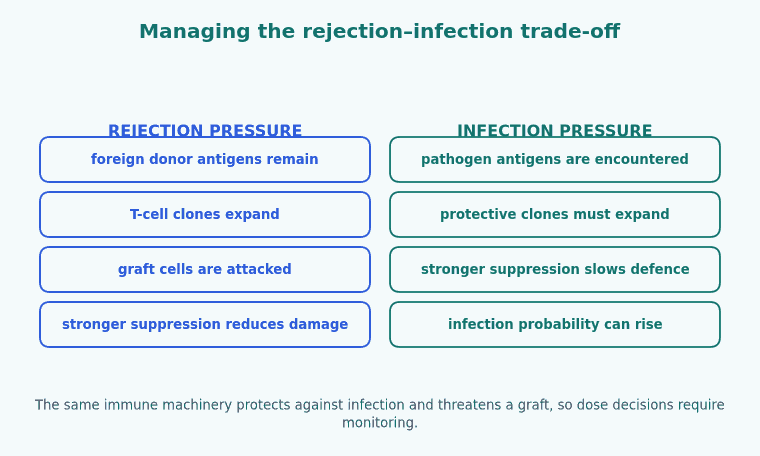 Managing the rejection–infection trade-off
REJECTION PRESSURE
foreign donor antigens remain
T-cell clones expand
graft cells are attacked
stronger suppression reduces damage
INFECTION PRESSURE
pathogen antigens are encountered
protective clones must expand
stronger suppression slows defence
infection probability can rise
The same immune machinery protects against infection and threatens a graft, so dose decisions require
monitoring.